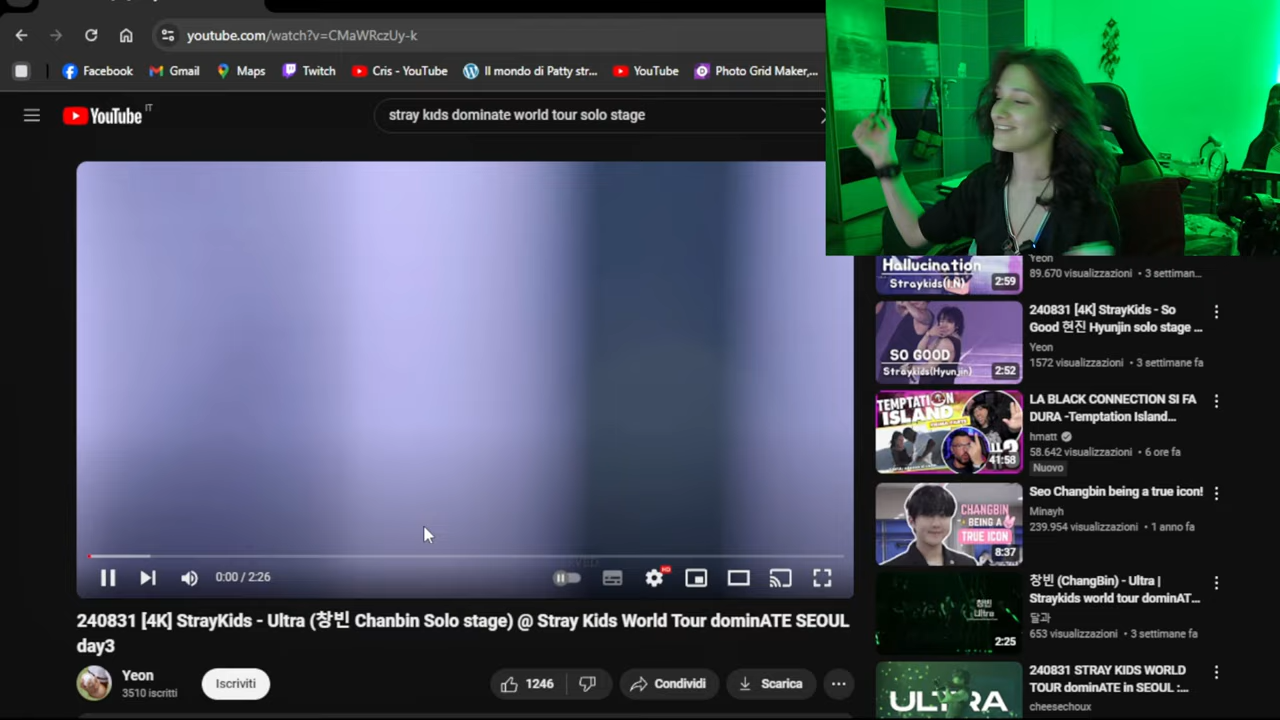 youtube.com/watch?v=CMaWRczUy-k
Facebook
Gmail
Maps
Twitch
Cris - YouTube
Il mondo di Patty str...
YouTube
Photo Grid Maker,...
YouTube IT
stray kıds dominate world tour solo stage
0:00 / 2:26
HD
240831 [4K] StrayKids - Ultra (창빈 Chanbin Solo stage) @ Stray Kids World Tour dominATE SEOUL
day3
Yeon
3510 iscritti
Iscriviti
1246
Condividi
Scarica
Hallucination
Straykids(I.N)
2:59
Yeon
89.670 visualizzazioni • 3 settiman...
SO GOOD
Straykids(Hyunjin)
2:52
240831 [4K] StrayKids - So
Good 현진 Hyunjin solo stage ...
Yeon
1572 visualizzazioni • 3 settimane fa
TEMPTATION
ISLAND
41:58
LA BLACK CONNECTION SI FA
DURA -Temptation Island...
hmatt
58.642 visualizzazioni • 6 ore fa
Nuovo
CHANGBIN
BEING A
TRUE ICON
8:37
Seo Changbin being a true icon!
Minayh
239.954 visualizzazioni • 1 anno fa
창빈
Ultra
2:25
창빈 (ChangBin) - Ultra |
Straykids world tour dominAT...
달과
653 visualizzazioni • 3 settimane fa
ULTRA
240831 STRAY KIDS WORLD
TOUR dominATE in SEOUL :...
cheesechoux